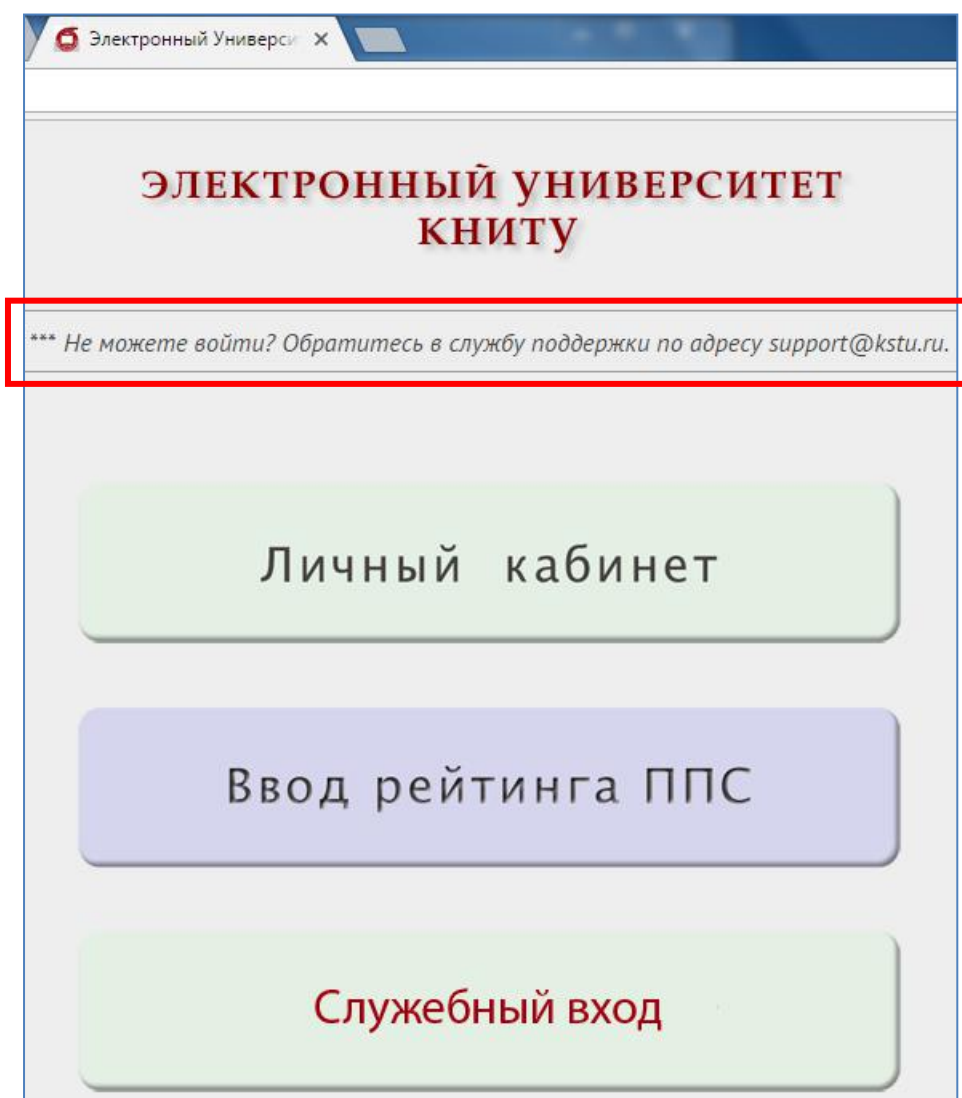 Электронный Универси
ЭЛЕКТРОННЫЙ УНИВЕРСИТЕТ
КНИТУ
*** Не можете войти? Обратитесь в службу поддержки по адресу support@kstu.ru.
Личный кабинет
Ввод рейтинга ППС
Служебный вход